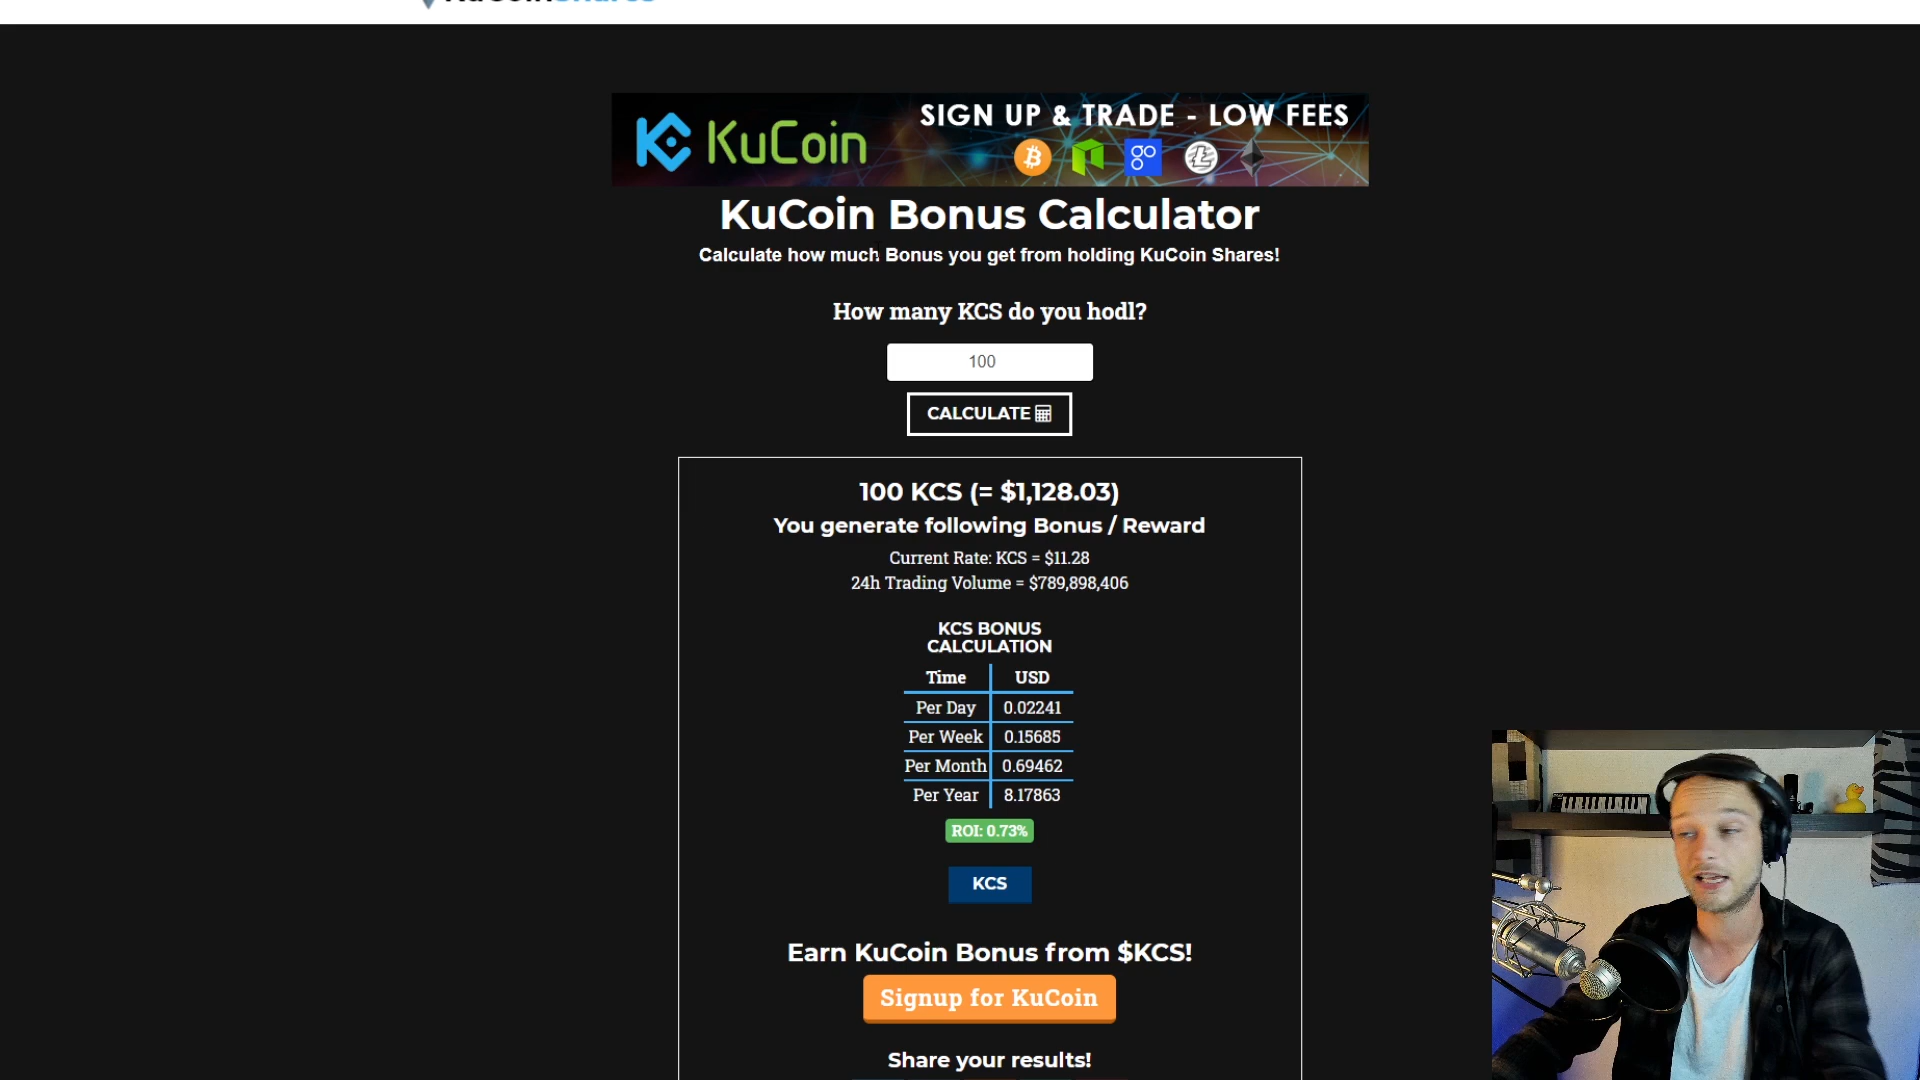 KuCoin
SIGN UP & TRADE - LOW FEES
KuCoin Bonus Calculator
Calculate how much Bonus you get from holding KuCoin Shares!
How many KCS do you hodl?
100
CALCULATE
100 KCS (= $1,128.03)
You generate following Bonus / Reward
Current Rate: KCS = $11.28
24h Trading Volume = $789,898,406
KCS BONUS
CALCULATION
Time USD
Per Day 0.02241
Per Week 0.15685
Per Month 0.69462
Per Year 8.17863
ROI: 0.73%
KCS
Earn KuCoin Bonus from $KCS!
Signup for KuCoin
Share your results!